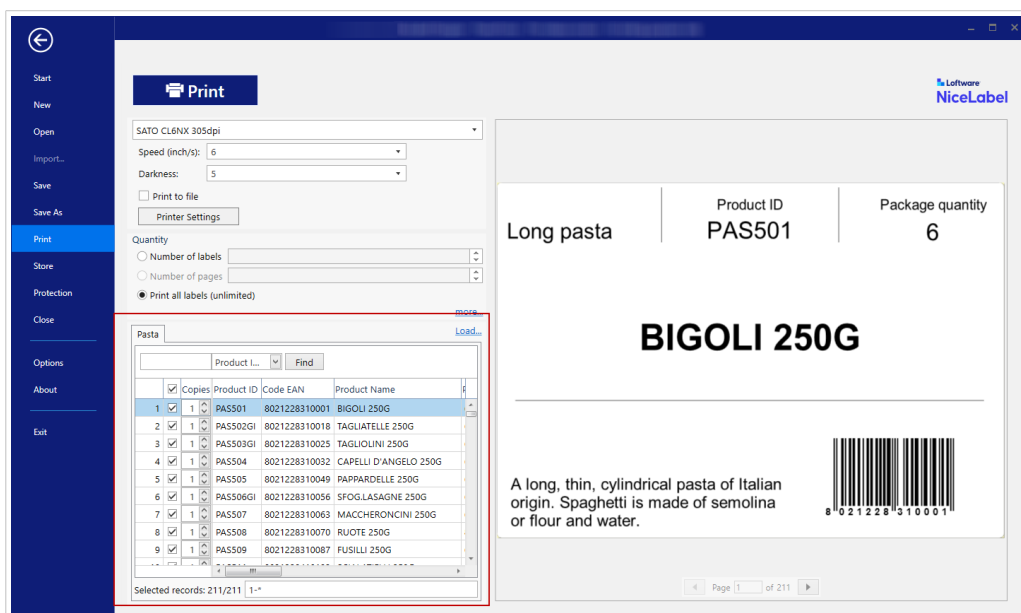 Start
New
Open
Import...
Save
Save As
Print
Store
Protection
Close
Options
About
Exit
Print
Loftware
NiceLabel
SATO CL6NX 305dpi
Speed (inch/s): 6
Darkness: 5
Print to file
Printer Settings
Quantity
Number of labels
Number of pages
Print all labels (unlimited)
more...
Pasta
Load...
Product I... Find
Copies Product ID Code EAN Product Name
1 1 PAS501 8021228310001 BIGOLI 250G
2 1 PAS502GI 8021228310018 TAGLIATELLE 250G
3 1 PAS503GI 8021228310025 TAGLIOLINI 250G
4 1 PAS504 8021228310032 CAPELLI D'ANGELO 250G
5 1 PAS505 8021228310049 PAPPARDELLE 250G
6 1 PAS506GI 8021228310056 SFOG.LASAGNE 250G
7 1 PAS507 8021228310063 MACCHERONCINI 250G
8 1 PAS508 8021228310070 RUOTE 250G
9 1 PAS509 8021228310087 FUSILLI 250G
Selected records: 211/211 1-*
Long pasta
Product ID
PAS501
Package quantity
6
BIGOLI 250G
A long, thin, cylindrical pasta of Italian
origin. Spaghetti is made of semolina
or flour and water.
8 021228 310001
Page 1 of 211